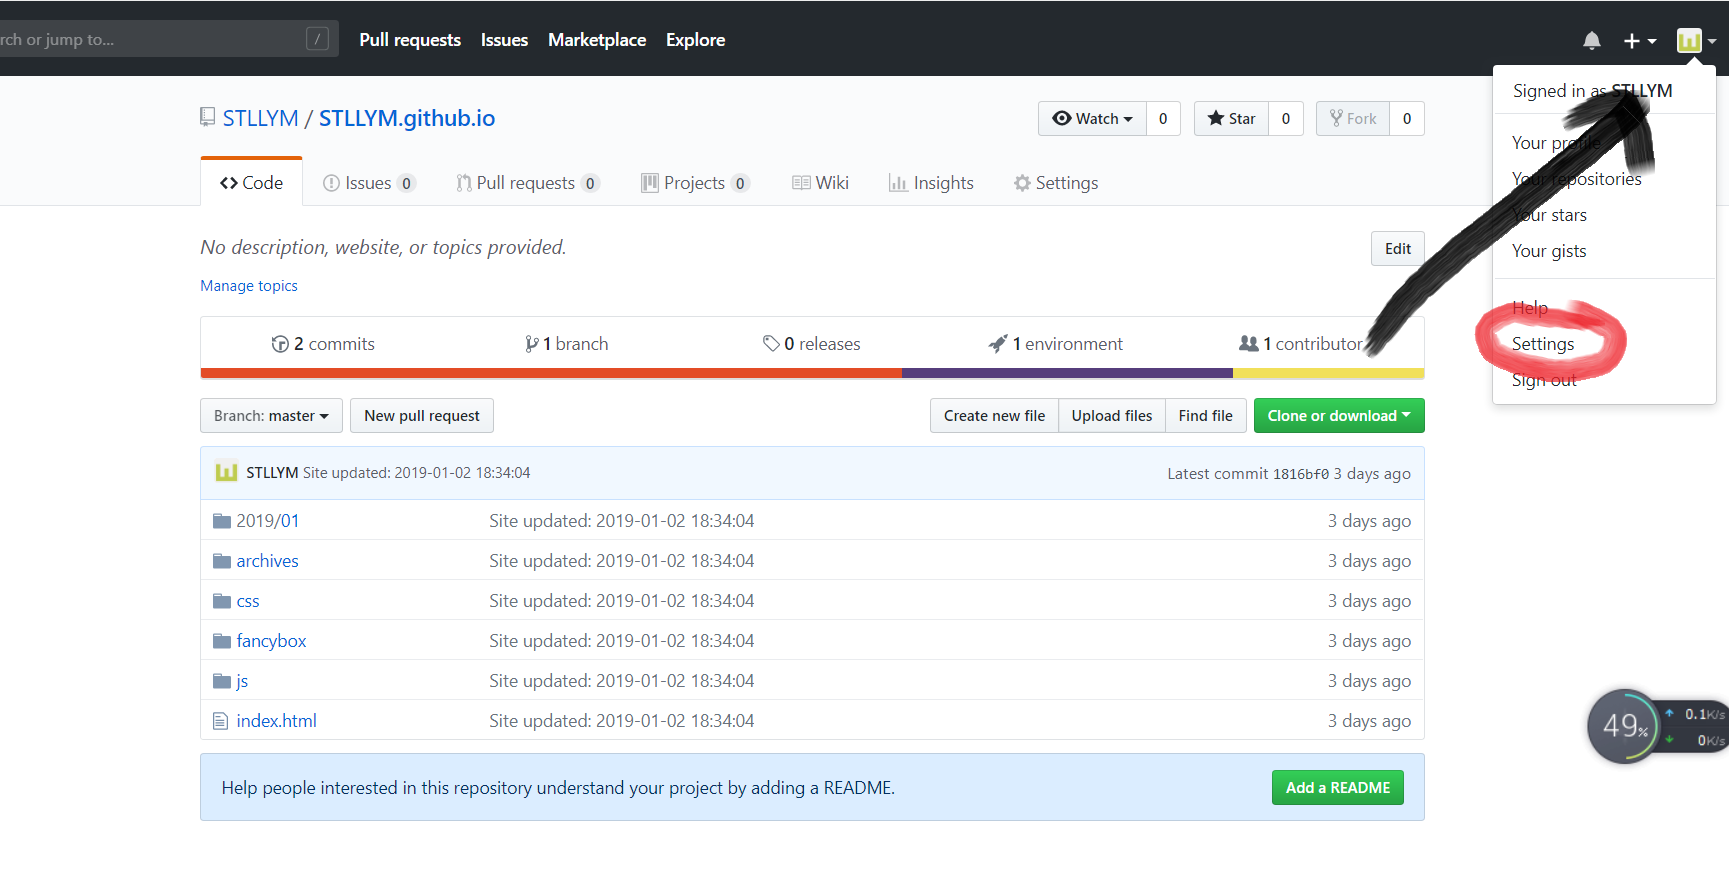 rch or jump to... / Pull requests Issues Marketplace Explore
Signed in as STLLYM
STLLYM / STLLYM.github.io Watch 0 Star 0 Fork 0
Your profile
Code Issues 0 Pull requests 0 Projects 0 Wiki Insights Settings
Your repositories
Your stars
No description, website, or topics provided. Edit
Your gists
Manage topics
Help
2 commits 1 branch 0 releases 1 environment 1 contributor
Settings
Sign out
Branch: master New pull request Create new file Upload files Find file Clone or download
STLLYM Site updated: 2019-01-02 18:34:04 Latest commit 1816bf0 3 days ago
2019/01 Site updated: 2019-01-02 18:34:04 3 days ago
archives Site updated: 2019-01-02 18:34:04 3 days ago
css Site updated: 2019-01-02 18:34:04 3 days ago
fancybox Site updated: 2019-01-02 18:34:04 3 days ago
js Site updated: 2019-01-02 18:34:04 3 days ago
index.html Site updated: 2019-01-02 18:34:04 3 days ago
49% 0.1K/s
0K/s
Help people interested in this repository understand your project by adding a README. Add a README